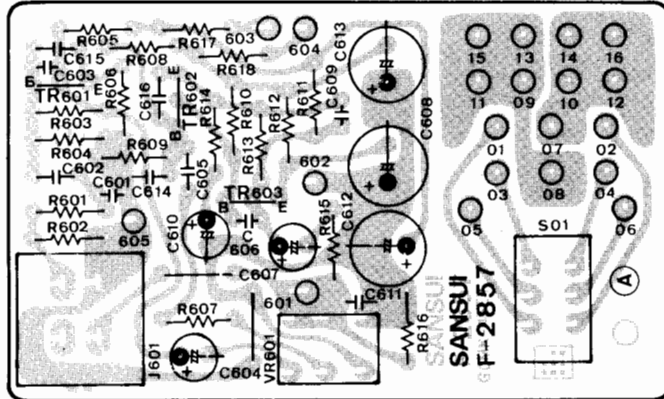 R605
R617
603
604
C613
C615
R608
R618
C603
Б
TR601
E
R606
C616
E
TR602
B
R614
R610
R612
R611
C609
C608
R603
R604
R609
R613
C602
C601
C614
C605
602
TR603
B
E
R601
R602
605
C610
C
606
R615
C612
C607
601
C611
R607
J601
C604
VR601
R616
SANSUI
SANSUI
F-2857
15
13
14
16
11
09
10
12
01
07
02
03
08
04
05
06
S01
A